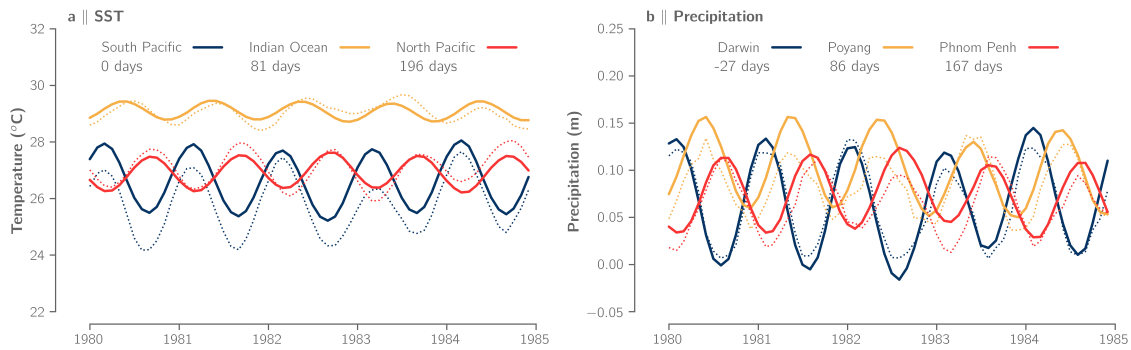 a || SST
South Pacific
Indian Ocean
North Pacific
0 days
81 days
196 days
Temperature (°C)
32
30
28
26
24
22
1980
1981
1982
1983
1984
1985
b || Precipitation
Darwin
Poyang
Phnom Penh
-27 days
86 days
167 days
Precipitation (m)
0.25
0.20
0.15
0.10
0.05
0.00
−0.05
1980
1981
1982
1983
1984
1985